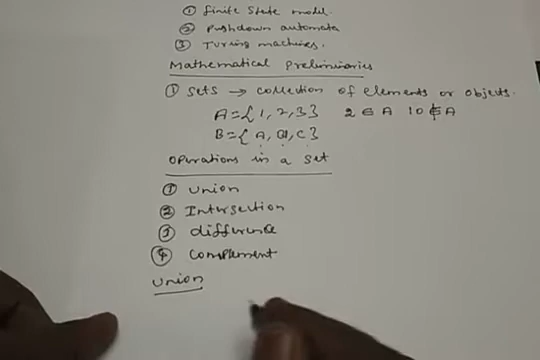 ① finite State model.
② Pushdown automata
③ Turing machines.
Mathematical Preliminaries
① Sets → collection of elements or objects.
A = {1, 2, 3} 2 ∈ A 10 ∉ A
B = {A, B, C}
Operations in a set
① Union
② Intersection
③ difference
④ Complement
Union